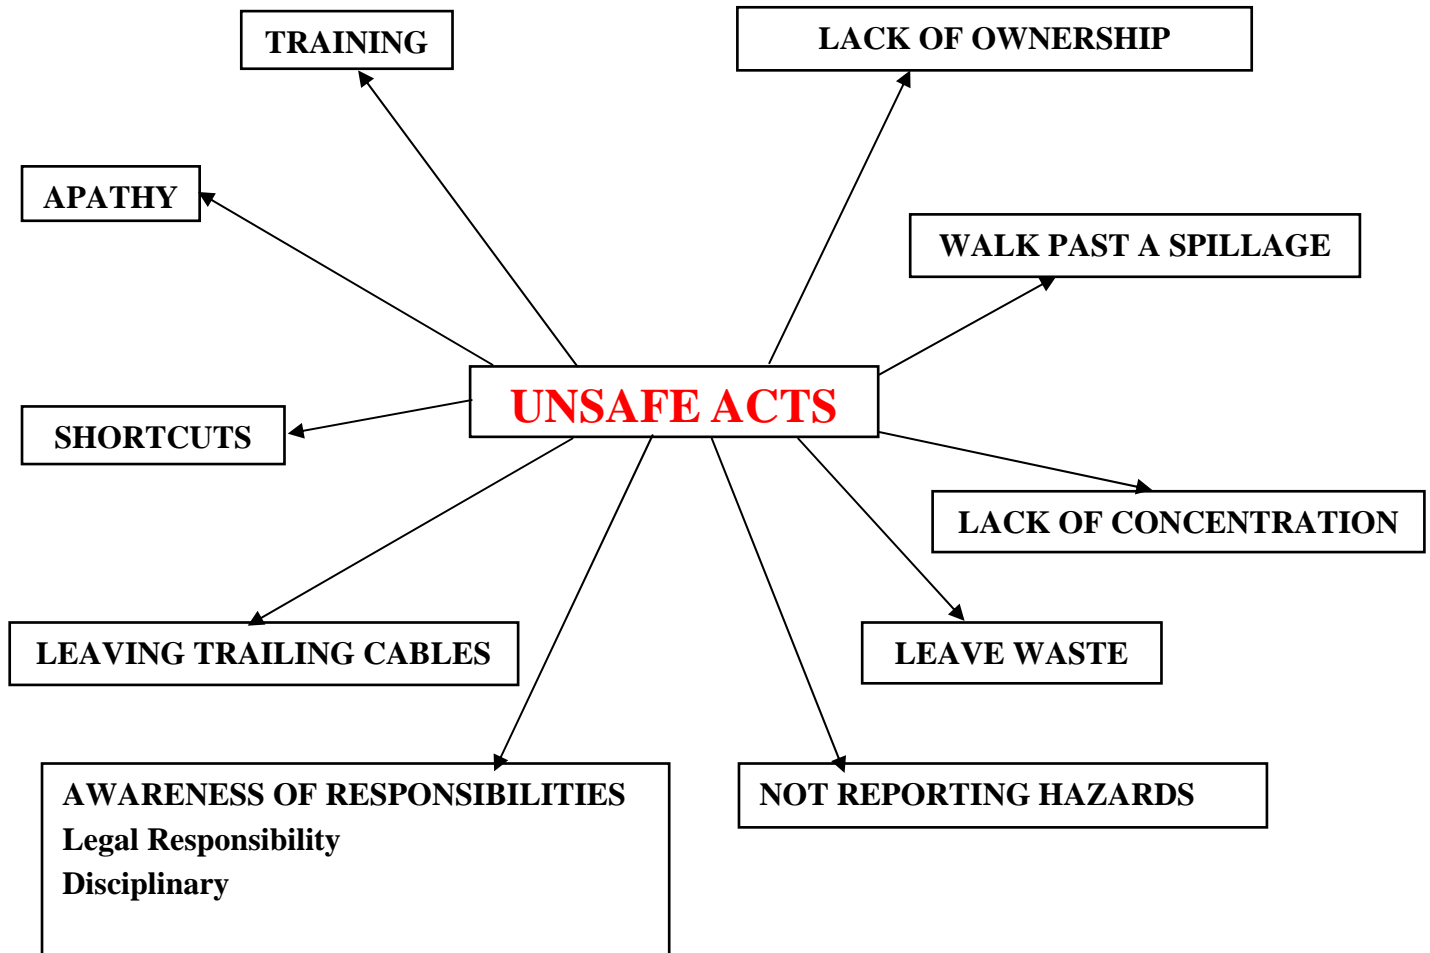 TRAINING
LACK OF OWNERSHIP
APATHY
WALK PAST A SPILLAGE
UNSAFE ACTS
SHORTCUTS
LACK OF CONCENTRATION
LEAVING TRAILING CABLES
LEAVE WASTE
AWARENESS OF RESPONSIBILITIES
Legal Responsibility
Disciplinary
NOT REPORTING HAZARDS